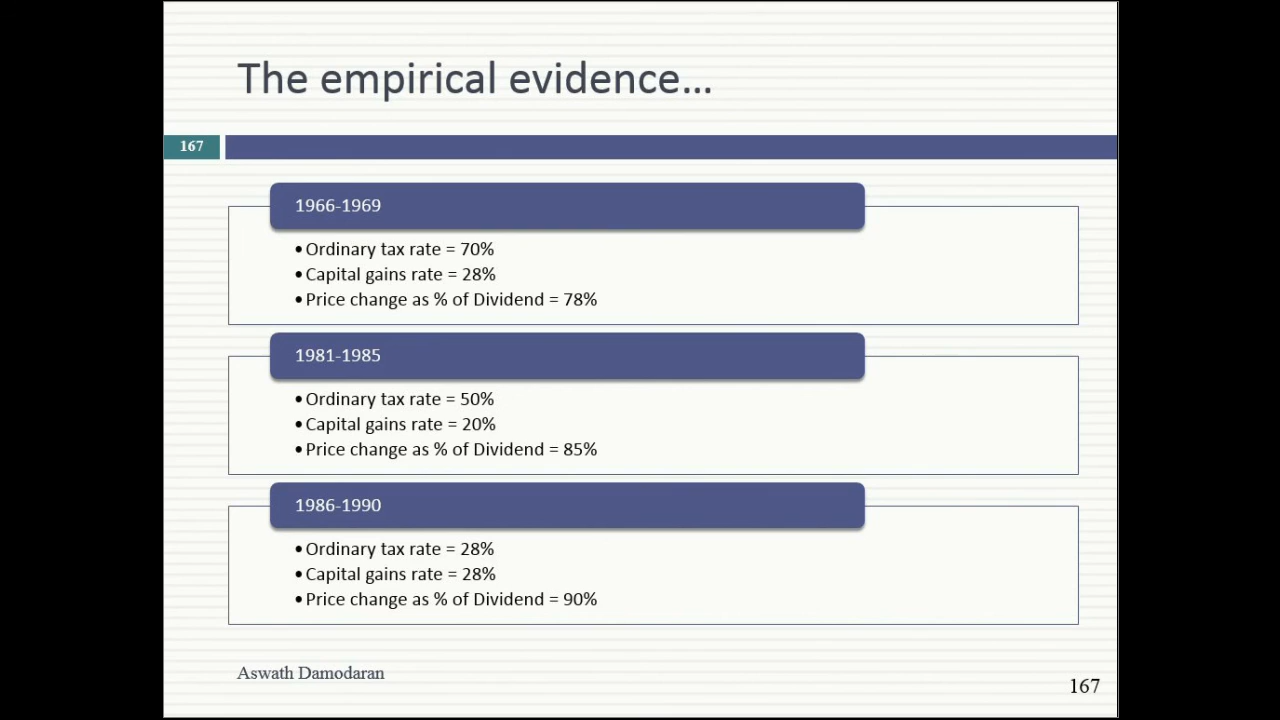 The empirical evidence…
167
1966-1969
•Ordinary tax rate = 70%
•Capital gains rate = 28%
•Price change as % of Dividend = 78%
1981-1985
•Ordinary tax rate = 50%
•Capital gains rate = 20%
•Price change as % of Dividend = 85%
1986-1990
•Ordinary tax rate = 28%
•Capital gains rate = 28%
•Price change as % of Dividend = 90%
Aswath Damodaran
167